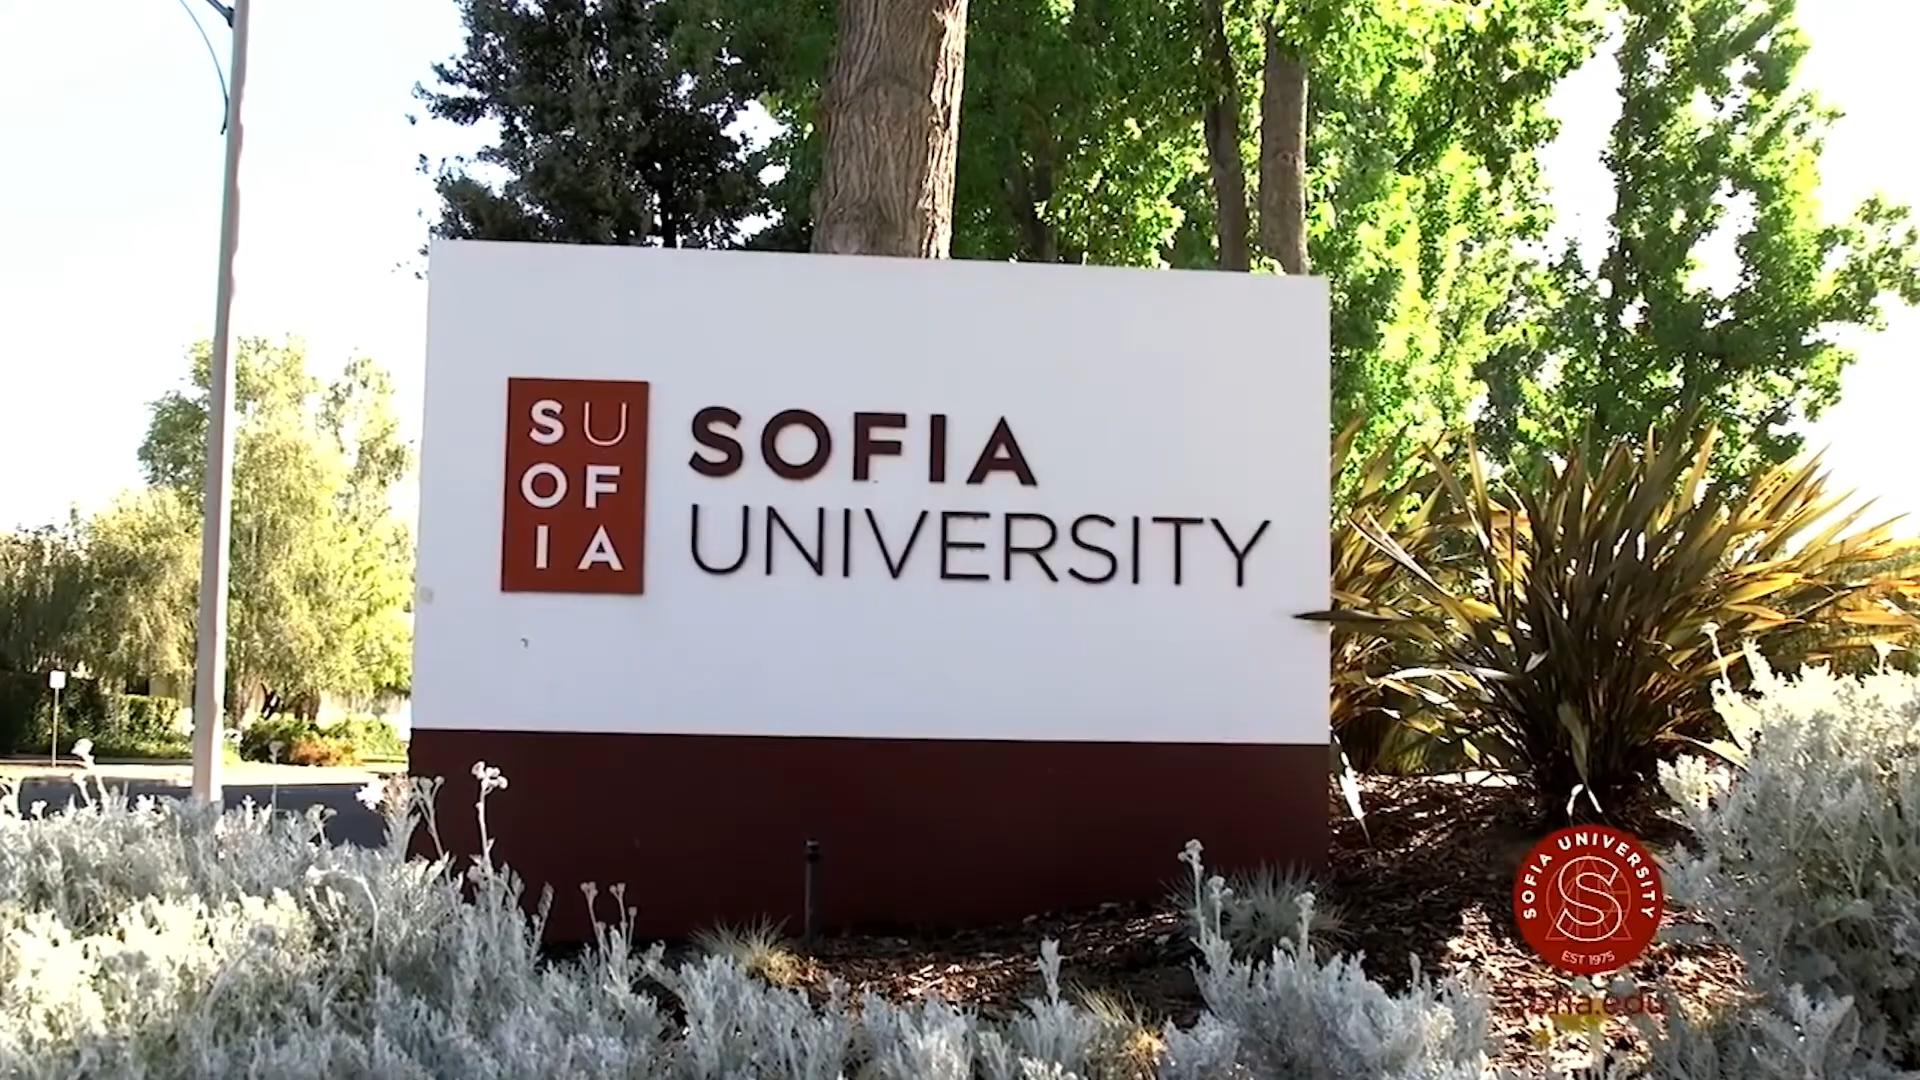 SU
OF
IA
SOFIA
UNIVERSITY
SOFIA UNIVERSITY
S
EST 1975